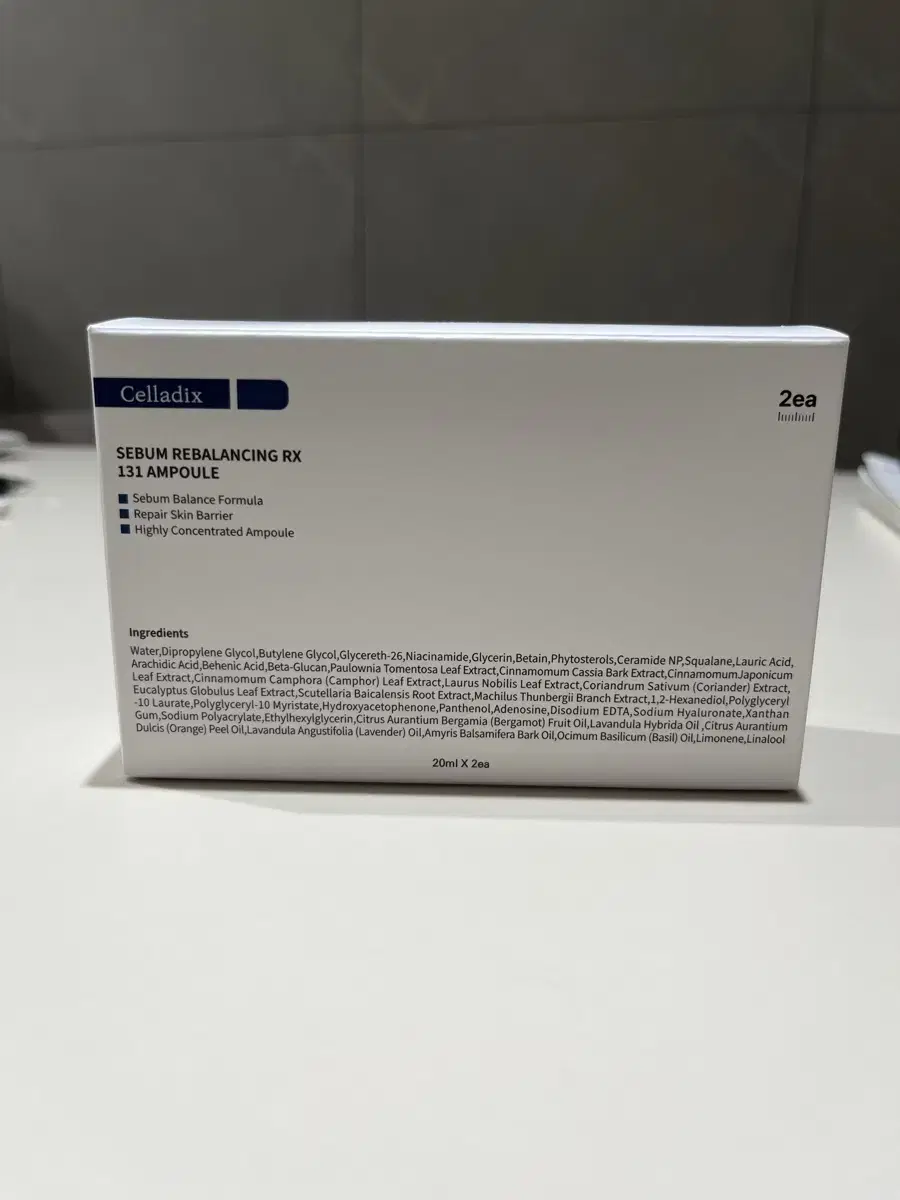 Celladix
2ea
SEBUM REBALANCING RX
131 AMPOULE
Sebum Balance Formula
Repair Skin Barrier
Highly Concentrated Ampoule
Ingredients
Water,Dipropylene Glycol,Butylene Glycol,Glycereth-26,Niacinamide,Glycerin,Betain,Phytosterols,Ceramide NP,Squalane,Lauric Acid,
Arachidic Acid,Behenic Acid,Beta-Glucan,Paulownia Tomentosa Leaf Extract,Cinnamomum Cassia Bark Extract,CinnamomumJaponicum
Leaf Extract,Cinnamomum Camphora (Camphor) Leaf Extract,Laurus Nobilis Leaf Extract,Coriandrum Sativum (Coriander) Extract,
Eucalyptus Globulus Leaf Extract,Scutellaria Baicalensis Root Extract,Machilus Thunbergii Branch Extract,1,2-Hexanediol,Polyglyceryl
-10 Laurate,Polyglyceryl-10 Myristate,Hydroxyacetophenone,Panthenol,Adenosine,Disodium EDTA,Sodium Hyaluronate,Xanthan
Gum,Sodium Polyacrylate,Ethylhexylglycerin,Citrus Aurantium Bergamia (Bergamot) Fruit Oil,Lavandula Hybrida Oil ,Citrus Aurantium
Dulcis (Orange) Peel Oil,Lavandula Angustifolia (Lavender) Oil,Amyris Balsamifera Bark Oil,Ocimum Basilicum (Basil) Oil,Limonene,Linalool
20ml X 2ea